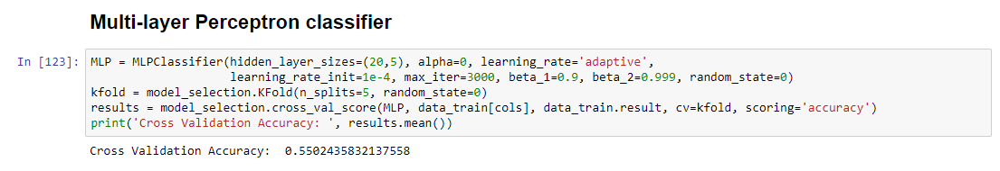 Multi-layer Perceptron classifier
In [123]: MLP = MLPClassifier(hidden_layer_sizes=(20,5), alpha=0, learning_rate='adaptive',
learning_rate_init=1e-4, max_iter=3000, beta_1=0.9, beta_2=0.999, random_state=0)
kfold = model_selection.KFold(n_splits=5, random_state=0)
results = model_selection.cross_val_score(MLP, data_train[cols], data_train.result, cv=kfold, scoring='accuracy')
print('Cross Validation Accuracy: ', results.mean())
Cross Validation Accuracy:  0.5502435832137558